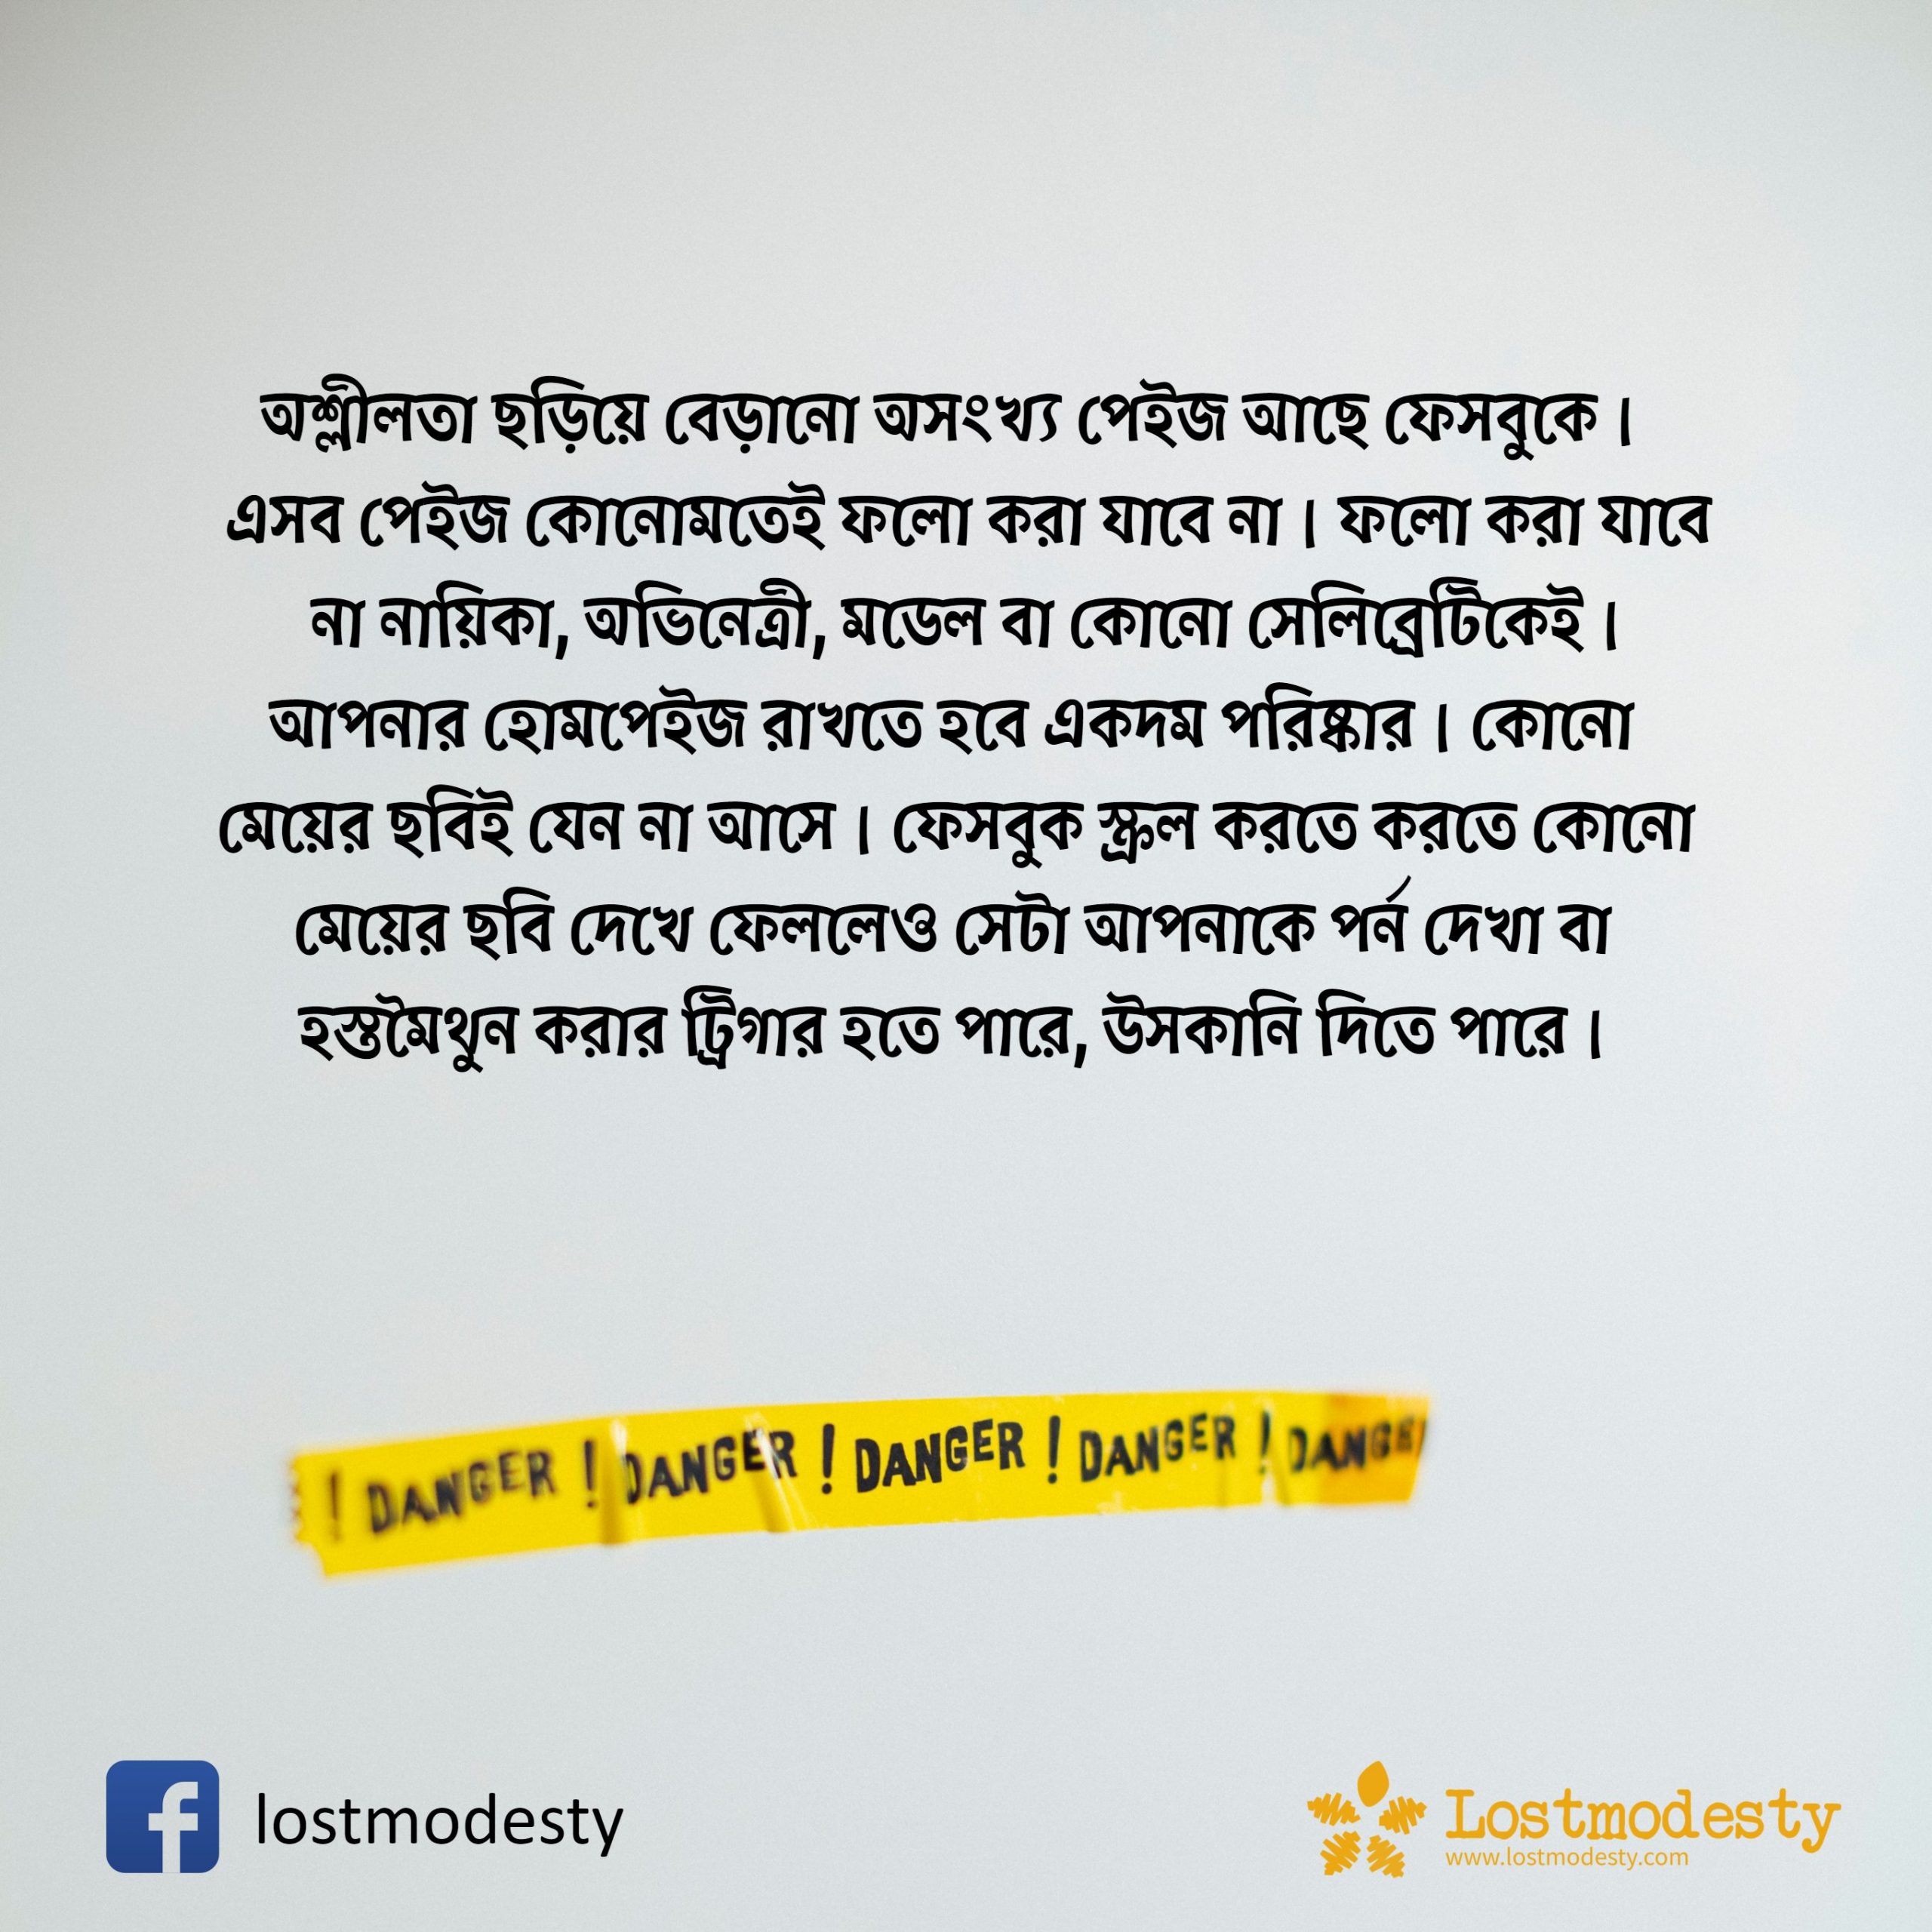 অশ্লীলতা ছড়িয়ে বেড়ানো অসংখ্য পেইজ আছে ফেসবুকে।
এসব পেইজ কোনোমতেই ফলো করা যাবে না। ফলো করা যাবে
না নায়িকা, অভিনেত্রী, মডেল বা কোনো সেলিব্রেটিকেই।
আপনার হোমপেইজ রাখতে হবে একদম পরিষ্কার। কোনো
মেয়ের ছবিই যেন না আসে। ফেসবুক স্ক্রল করতে করতে কোনো
মেয়ের ছবি দেখে ফেললেও সেটা আপনাকে পর্ন দেখা বা
হস্তমৈথুন করার ট্রিগার হতে পারে, উসকানি দিতে পারে।
! DANGER ! DANGER ! DANGER ! DANGER ! DANGER
lostmodesty
Lostmodesty
www.lostmodesty.com